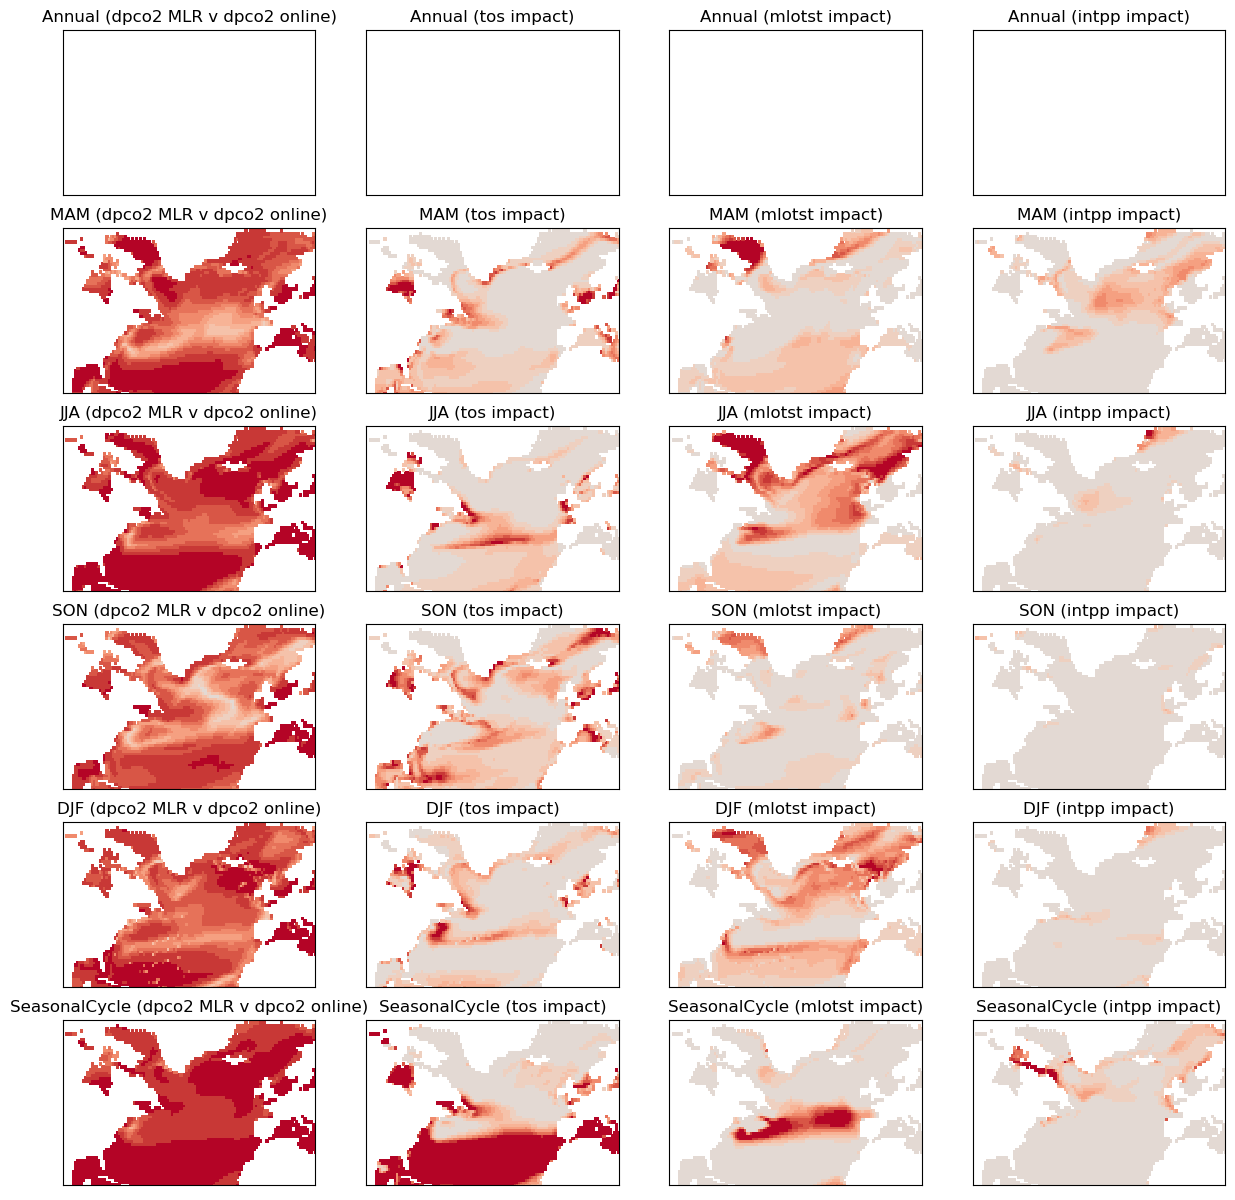 Annual (dpco2 MLR v dpco2 online)
Annual (tos impact)
Annual (mlotst impact)
Annual (intpp impact)
MAM (dpco2 MLR v dpco2 online)
MAM (tos impact)
MAM (mlotst impact)
MAM (intpp impact)
JJA (dpco2 MLR v dpco2 online)
JJA (tos impact)
JJA (mlotst impact)
JJA (intpp impact)
SON (dpco2 MLR v dpco2 online)
SON (tos impact)
SON (mlotst impact)
SON (intpp impact)
DJF (dpco2 MLR v dpco2 online)
DJF (tos impact)
DJF (mlotst impact)
DJF (intpp impact)
SeasonalCycle (dpco2 MLR v dpco2 online)
SeasonalCycle (tos impact)
SeasonalCycle (mlotst impact)
SeasonalCycle (intpp impact)